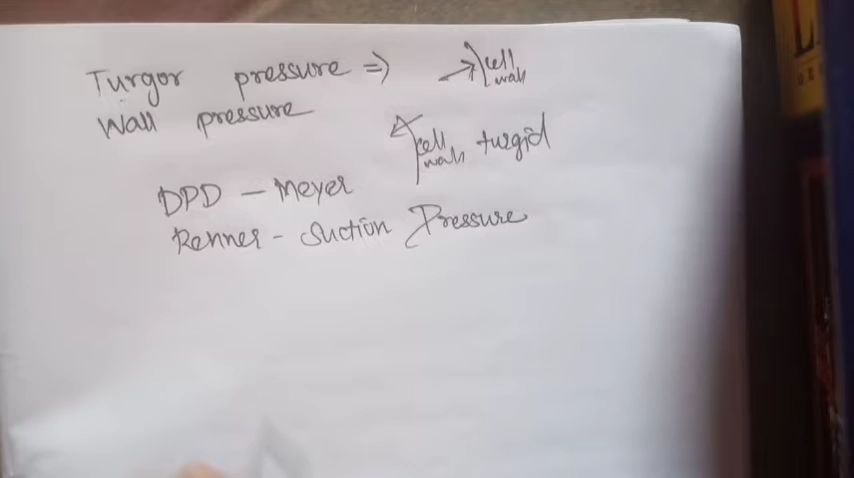 Turgor pressure => cell wall
Wall pressure
cell wall turgid
DPD - Meyer
Renner - Suction Pressure